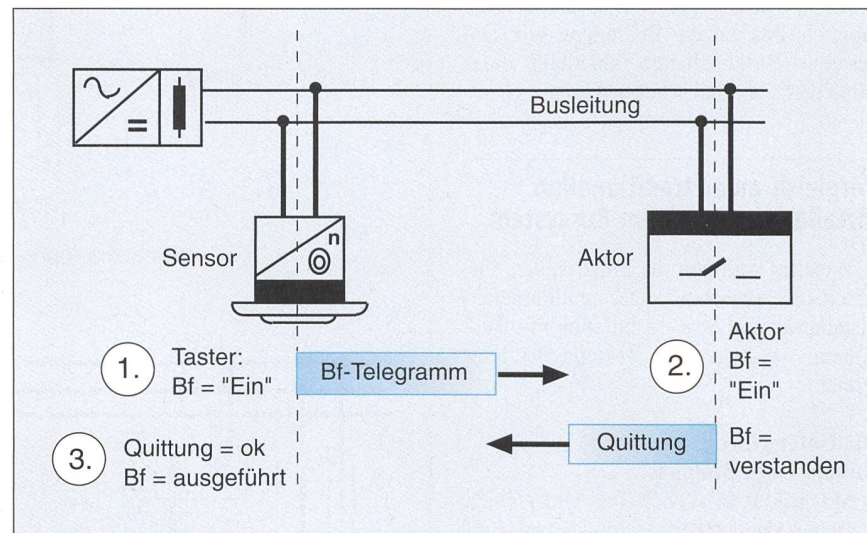 Busleitung
Sensor
n
Aktor
1.
Taster:
Bf = "Ein"
Bf-Telegramm
2.
Aktor
Bf =
"Ein"
3.
Quittung = ok
Bf = ausgeführt
Quittung
Bf =
verstanden